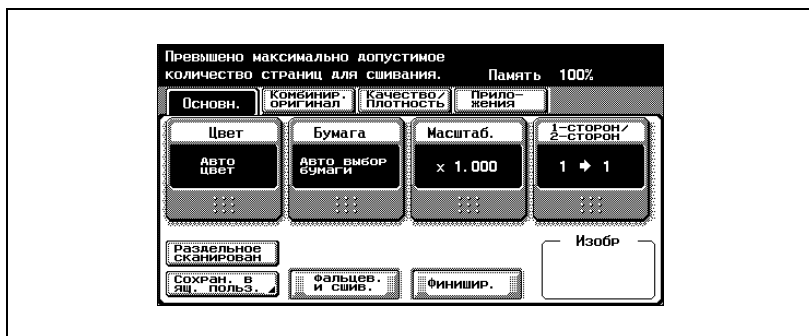 Превышено максимально допустимое
количество страниц для сшивания. Память 100%
Основн. Комбинир. оригинал Качество/ Плотность Прило- жения
Цвет Бумага Масштаб. 1-сторон/ 2-сторон
Авто цвет Авто выбор бумаги x 1.000 1 ➔ 1
Изобр
Раздельное сканирован
Сохран. в ящ. польз. Фальцев. и сшив. Финишир.